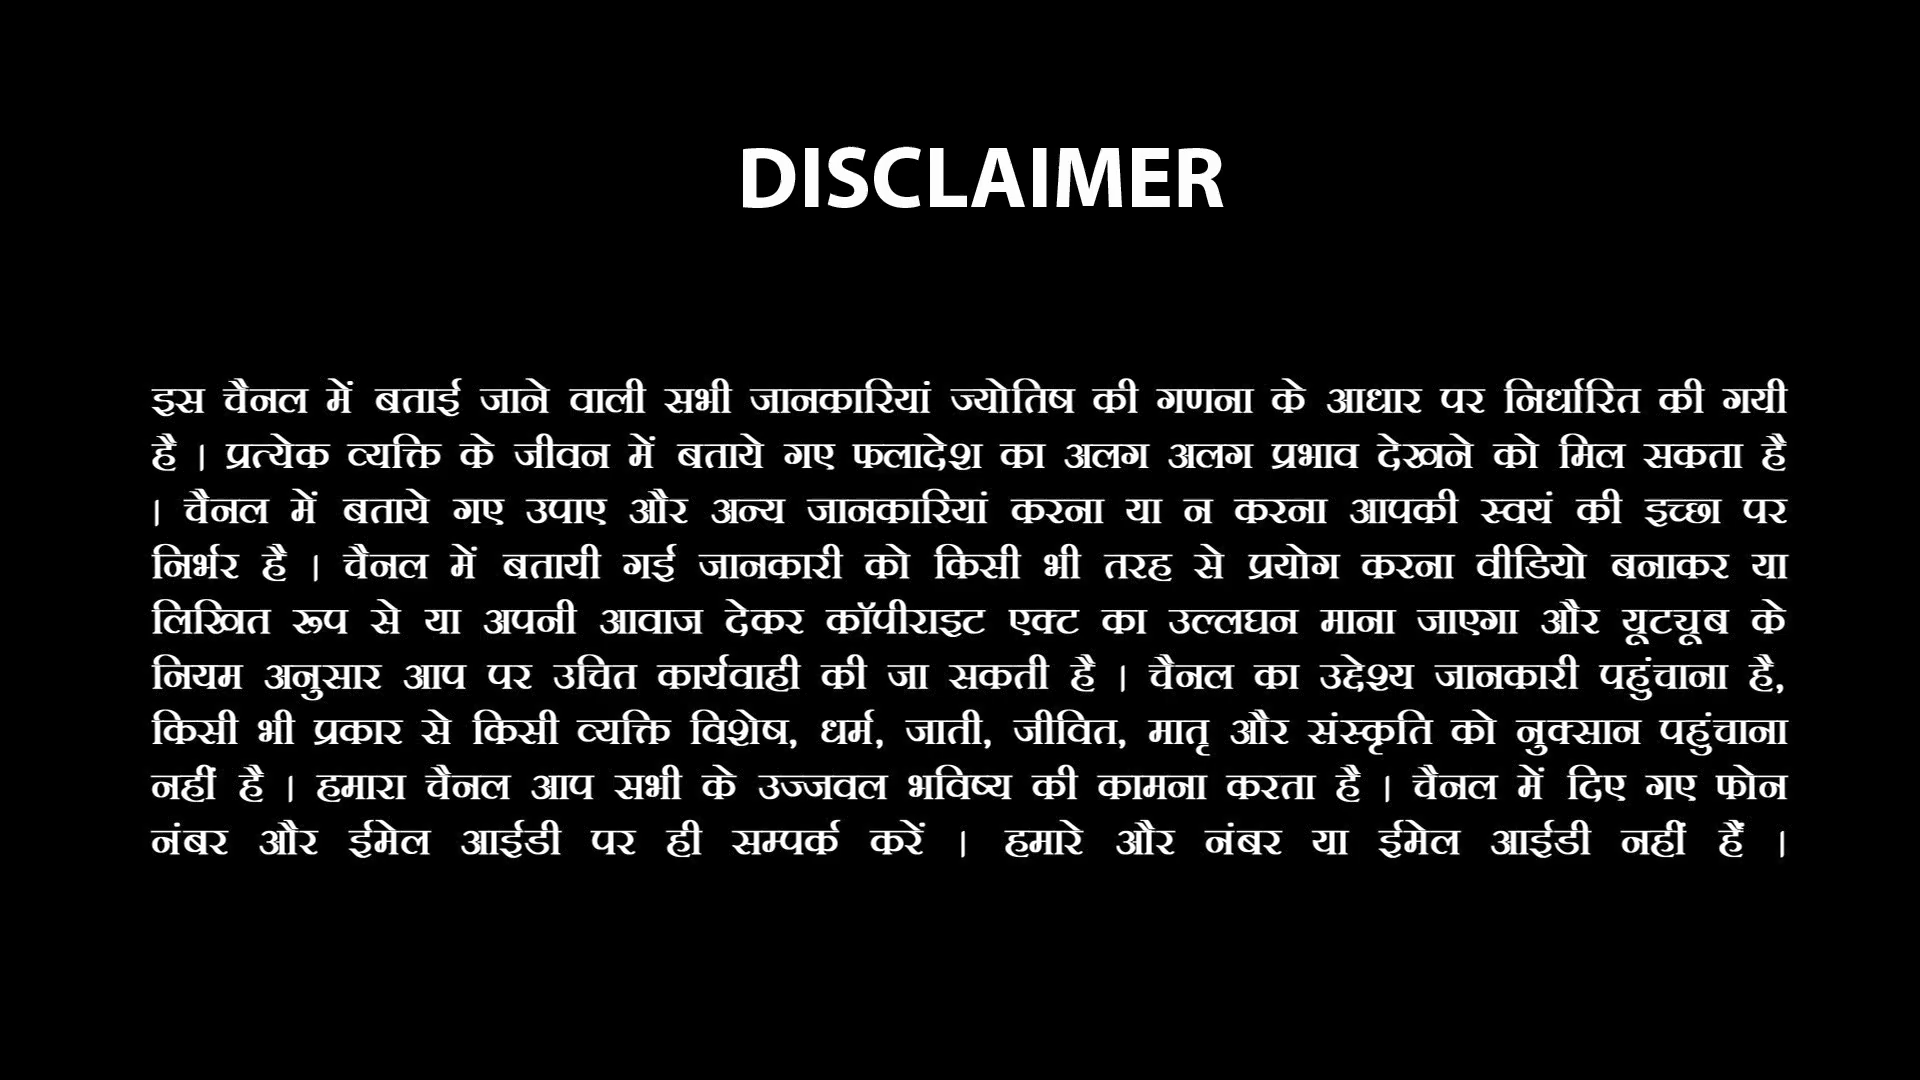 DISCLAIMER
इस चैनल में बताई जाने वाली सभी जानकारियां ज्योतिष की गणना के आधार पर निर्धारित की गयी
है । प्रत्येक व्यक्ति के जीवन में बताये गए फलादेश का अलग अलग प्रभाव देखने को मिल सकता है
। चैनल में बताये गए उपाए और अन्य जानकारियां करना या न करना आपकी स्वयं की इच्छा पर
निर्भर है । चैनल में बतायी गई जानकारी को किसी भी तरह से प्रयोग करना वीडियो बनाकर या
लिखित रूप से या अपनी आवाज देकर कॉपीराइट एक्ट का उल्लघन माना जाएगा और यूटच्यूब के
नियम अनुसार आप पर उचित कार्यवाही की जा सकती है । चैनल का उद्देश्य जानकारी पहुंचाना है,
किसी भी प्रकार से किसी व्यक्ति विशेष, धर्म, जाती, जीवित, मातृ और संस्कृति को नुक्सान पहुंचाना
नहीं है । हमारा चैनल आप सभी के उज्जवल भविष्य की कामना करता है । चैनल में दिए गए फोन
नंबर और ईमेल आईडी पर ही सम्पर्क करें । हमारे और नंबर या ईमेल आईडी नहीं हैं ।